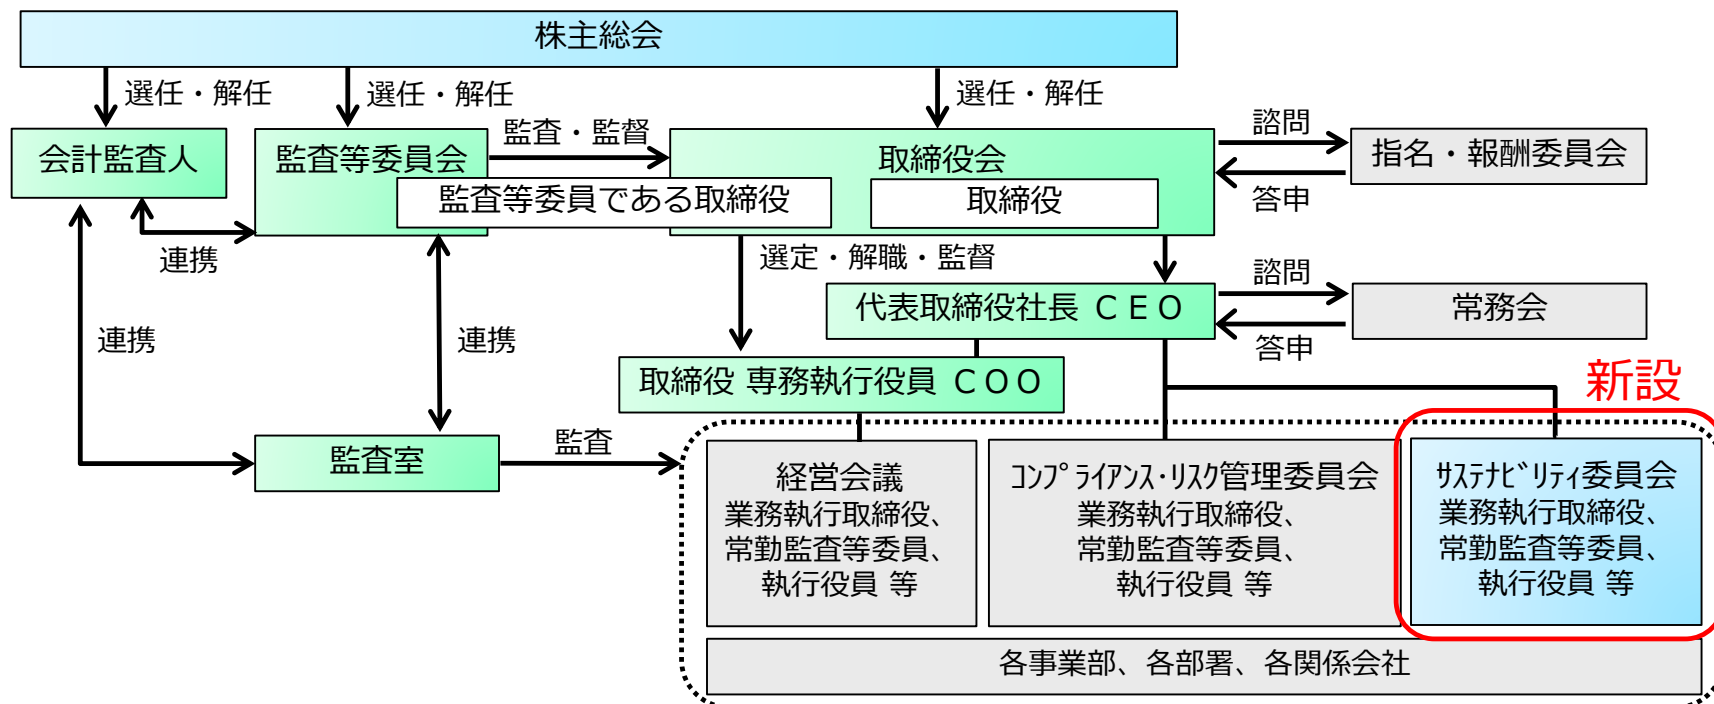 株主総会
選任・解任
選任・解任
選任・解任
会計監査人
監査等委員会
監査・監督
取締役会
諮問
指名・報酬委員会
監査等委員である取締役
取締役
答申
連携
選定・解職・監督
代表取締役社長 ＣＥＯ
諮問
常務会
答申
連携
連携
取締役 専務執行役員 ＣＯＯ
新設
監査室
監査
経営会議
業務執行取締役、
常勤監査等委員、
執行役員 等
ｺﾝﾌﾟﾗｲｱﾝｽ･ﾘｽｸ管理委員会
業務執行取締役、
常勤監査等委員、
執行役員 等
ｻｽﾃﾅﾋﾞﾘﾃｨ委員会
業務執行取締役、
常勤監査等委員、
執行役員 等
各事業部、各部署、各関係会社